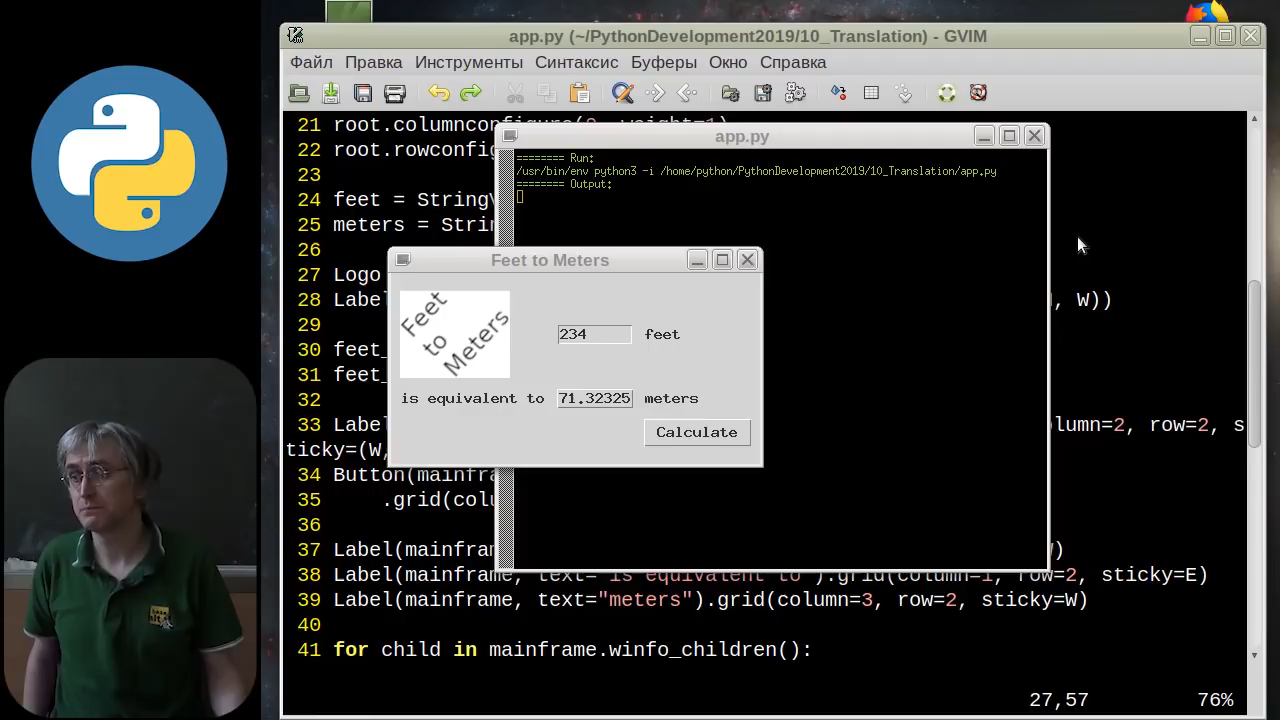 app.py (~/PythonDevelopment2019/10_Translation) - GVIM
Файл Правка Инструменты Синтаксис Буферы Окно Справка
21 root.columnconfigure(0, weight=1)
22 root.rowconfig
23
24 feet = String
25 meters = Strin
26
27 Logo
28 Label , W))
29
30 feet_
31 feet_
32
33 Label column=2, row=2, s
ticky=(W,
34 Button(mainfra
35 .grid(colu
36
37 Label(mainfram )
38 Label(mainframe, text="is equivalent to").grid(column=1, row=2, sticky=E)
39 Label(mainframe, text="meters").grid(column=3, row=2, sticky=W)
40
41 for child in mainframe.winfo_children():
27,57 76%
app.py
======== Run:
/usr/bin/env python3 -i /home/python/PythonDevelopment2019/10_Translation/app.py
======== Output:
Feet to Meters
Feet
to
Meters
234 feet
is equivalent to 71.32325 meters
Calculate